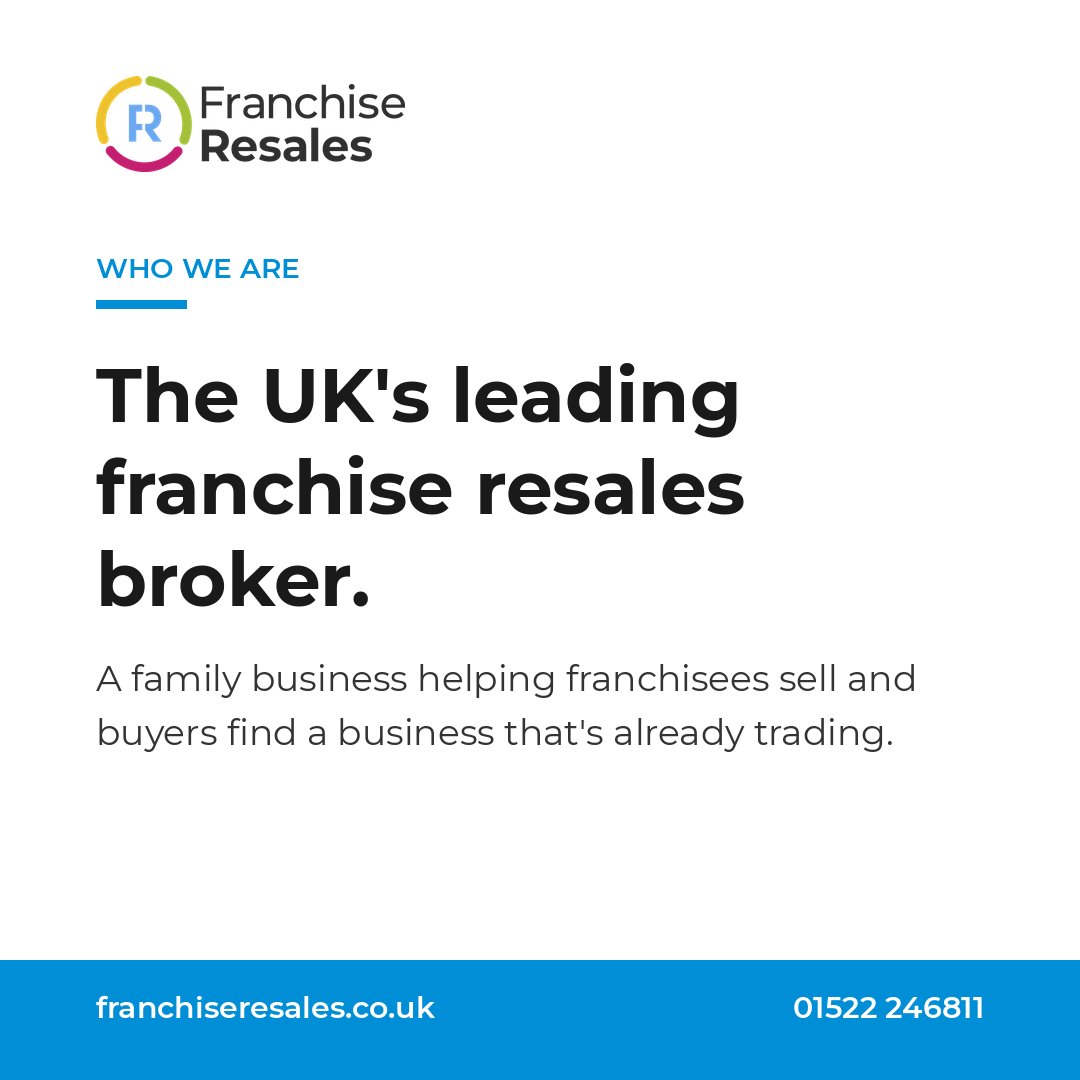 Franchise
Resales
WHO WE ARE
The UK's leading
franchise resales
broker.
A family business helping franchisees sell and
buyers find a business that's already trading.
franchiseresales.co.uk
01522 246811